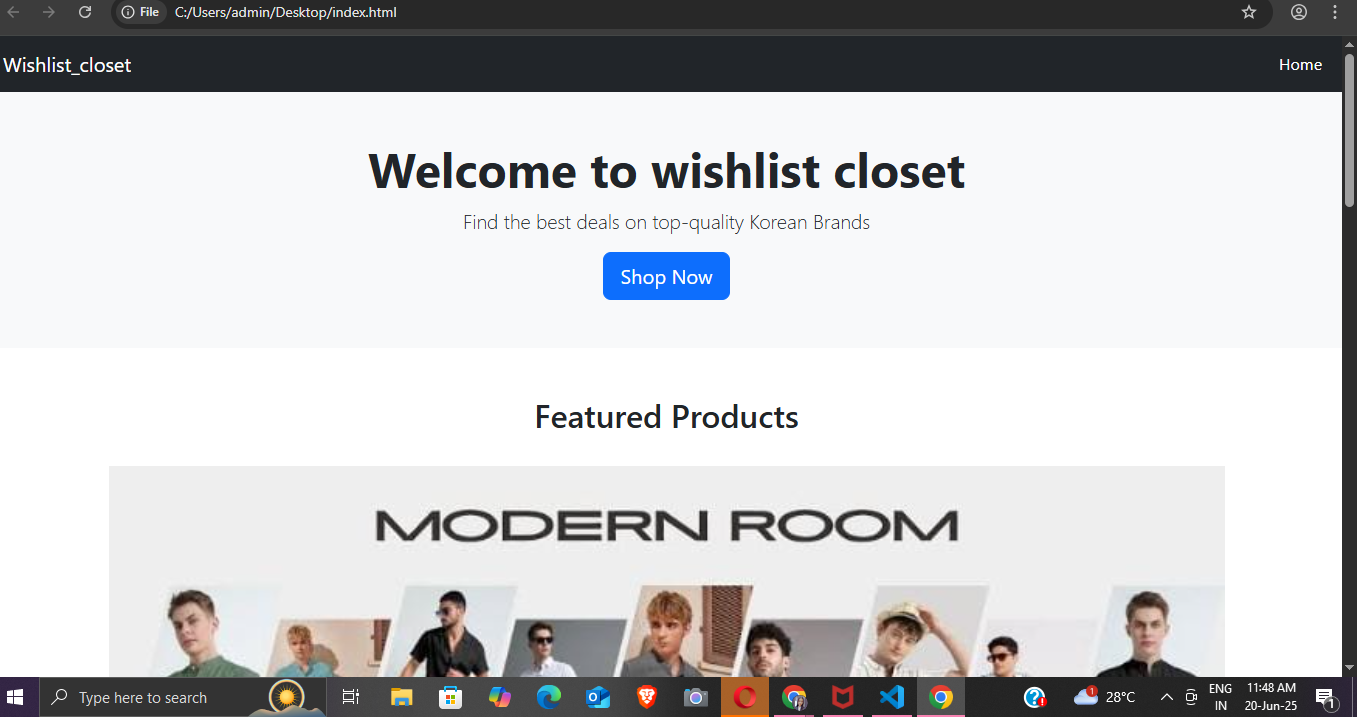 File C:/Users/admin/Desktop/index.html
Wishlist_closet Home
Welcome to wishlist closet
Find the best deals on top-quality Korean Brands
Shop Now
Featured Products
MODERN ROOM
Type here to search
1
28°C
ENG
IN
11:48 AM
20-Jun-25
1